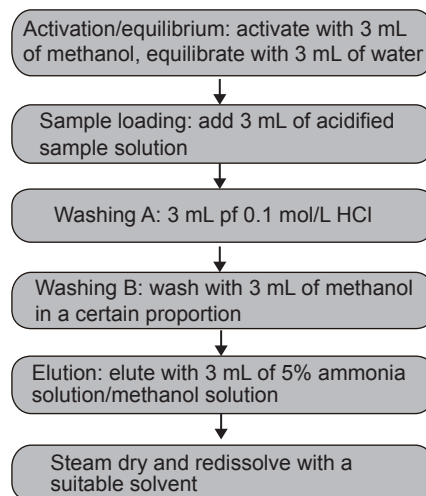 Activation/equilibrium: activate with 3 mL
of methanol, equilibrate with 3 mL of water
Sample loading: add 3 mL of acidified
sample solution
Washing A: 3 mL pf 0.1 mol/L HCl
Washing B: wash with 3 mL of methanol
in a certain proportion
Elution: elute with 3 mL of 5% ammonia
solution/methanol solution
Steam dry and redissolve with a
suitable solvent